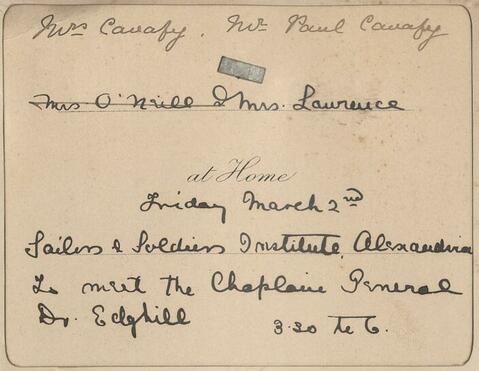 Mrs Cavafy. Mr Paul Cavafy
Mrs O'Neill & Mrs. Lawrence
at Home
Friday March 2nd
Sailors & Soldiers Institute, Alexandria
To meet the Chaplain General
Dr. Edghill 3.30 to 6.